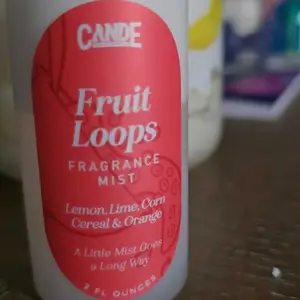 CANDE
Fruit
Loops
FRAGRANCE
MIST
Lemon, Lime, Corn
Cereal & Orange
A Little Mist Goes
a Long Way
2 FL OUNCES